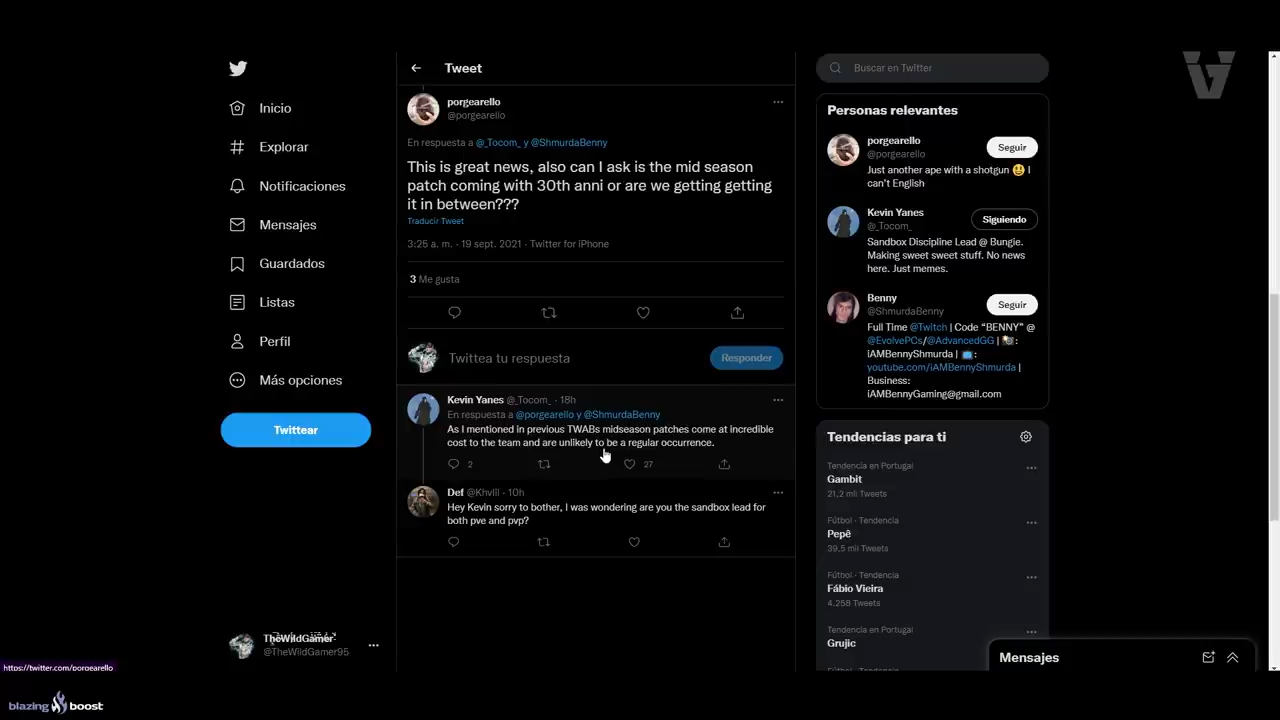 Tweet
Buscar en Twitter
Inicio
Explorar
Notificaciones
Mensajes
Guardados
Listas
Perfil
Más opciones
Twittear
TheWildGamer
@TheWildGamer95
porgearello
@porgearello
En respuesta a @_Tocom_ y @ShmurdaBenny
This is great news, also can I ask is the mid season
patch coming with 30th anni or are we getting getting
it in between???
Traducir Tweet
3:25 a. m. · 19 sept. 2021 · Twitter for iPhone
3 Me gusta
Twittea tu respuesta
Responder
Kevin Yanes @_Tocom_ · 18h
En respuesta a @porgearello y @ShmurdaBenny
As I mentioned in previous TWABs midseason patches come at incredible
cost to the team and are unlikely to be a regular occurrence.
2 27
Def @Khvlii · 10h
Hey Kevin sorry to bother, I was wondering are you the sandbox lead for
both pve and pvp?
Personas relevantes
porgearello
@porgearello
Seguir
Just another ape with a shotgun 😃 I
can't English
Kevin Yanes
@_Tocom_
Siguiendo
Sandbox Discipline Lead @ Bungie.
Making sweet sweet stuff. No news
here. Just memes.
Benny
@ShmurdaBenny
Seguir
Full Time @Twitch | Code “BENNY” @
@EvolvePCs/@AdvancedGG | 📷:
iAMBennyShmurda | 📺:
youtube.com/iAMBennyShmurda |
Business:
iAMBennyGaming@gmail.com
Tendencias para ti
Tendencia en Portugal
Gambit
21,2 mil Tweets
Fútbol · Tendencia
Pepê
39,5 mil Tweets
Fútbol · Tendencia
Fábio Vieira
4.258 Tweets
Tendencia en Portugal
Grujic
Mensajes
https://twitter.com/porgearello
blazing boost